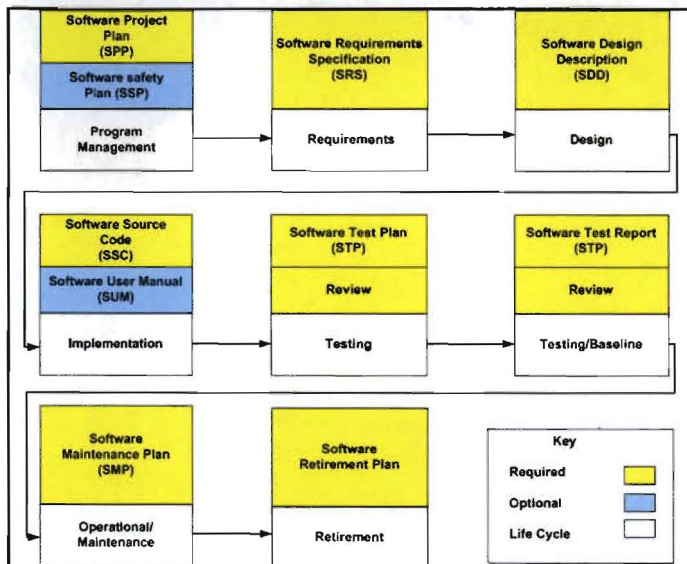 Software Project
Plan
(SPP)
Software safety
Plan (SSP)
Program
Management
Software Requirements
Specification
(SRS)
Requirements
Software Design
Description
(SDD)
Design
Software Source
Code
(SSC)
Software User Manual
(SUM)
Implementation
Software Test Plan
(STP)
Review
Testing
Software Test Report
(STP)
Review
Testing/Baseline
Software
Maintenance Plan
(SMP)
Operational/
Maintenance
Software
Retirement Plan
Retirement
Key
Required
Optional
Life Cycle